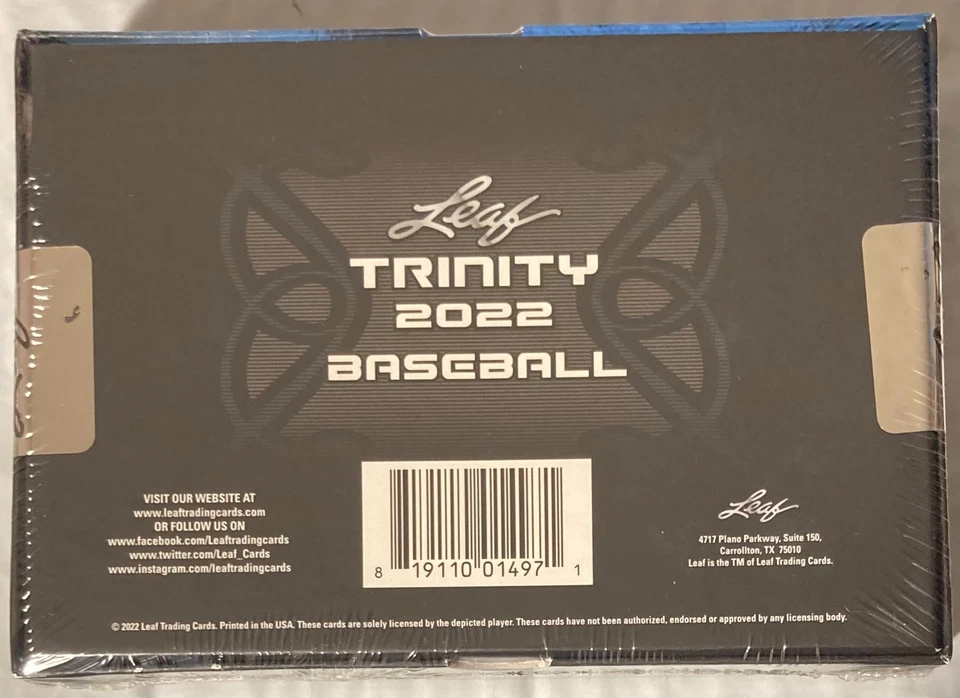 Leaf
TRINITY
2022
BASEBALL
VISIT OUR WEBSITE AT
www.leaftradingcards.com
OR FOLLOW US ON
www.facebook.com/Leaftradingcards
www.twitter.com/Leaf_Cards
www.instagram.com/leaftradingcards
8 19110 01497 1
Leaf
4717 Plano Parkway, Suite 150,
Carrollton, TX 75010
Leaf is the TM of Leaf Trading Cards.
© 2022 Leaf Trading Cards. Printed in the USA. These cards are solely licensed by the depicted player. These cards have not been authorized, endorsed or approved by any licensing body.